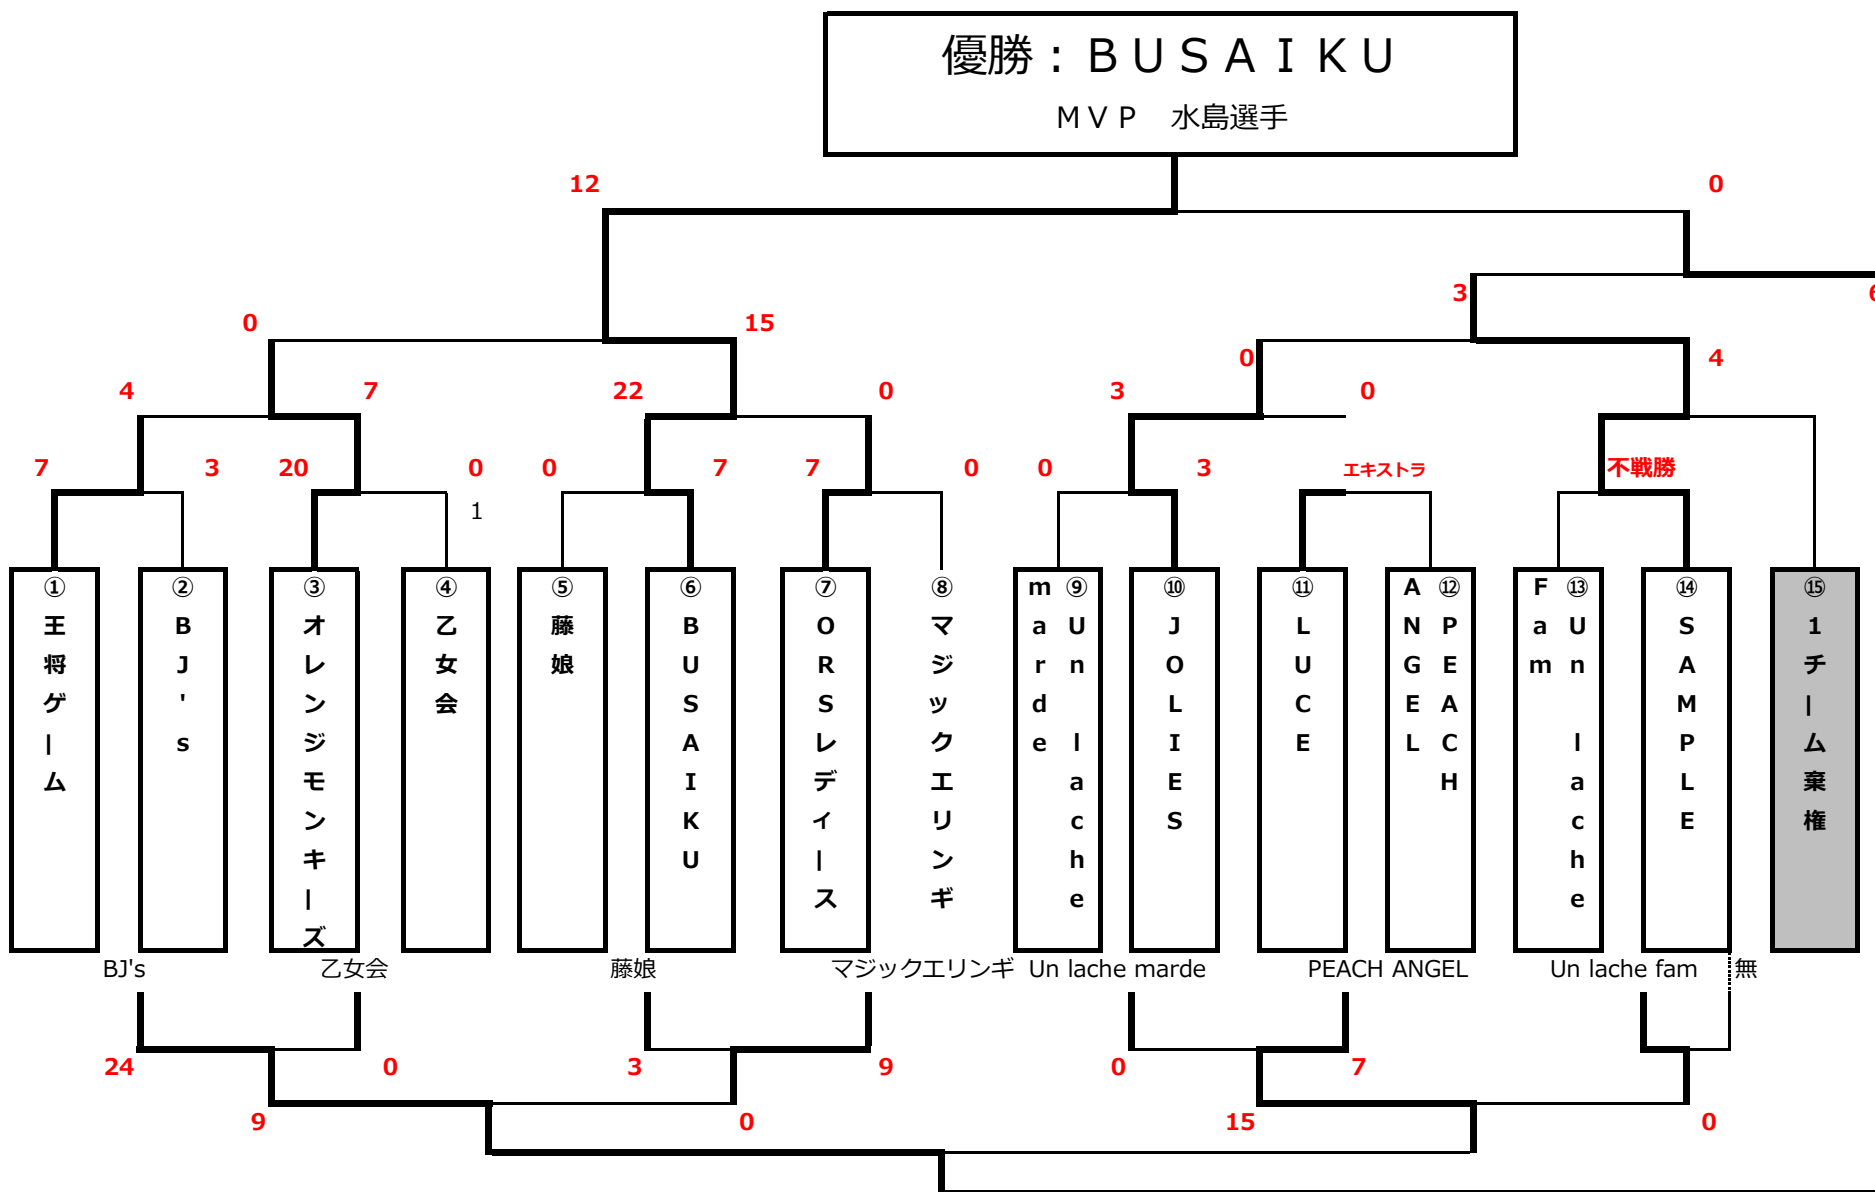 優勝：ＢＵＳＡＩＫＵ
ＭＶＰ　水島選手
12
0
3
6
0
15
0
4
4
7
22
0
3
0
7
3
20
0
0
7
7
0
0
3
エキストラ
不戦勝
1
① 王将ゲーム
② BJ's
③ オレンジモンキーズ
④ 乙女会
⑤ 藤娘
⑥ BUSAIKU
⑦ ORSレディース
⑧ マジックエリンギ
⑨ Un lache
marde
⑩ JOLIES
⑪ LUCE
⑫ PEACH
ANGEL
⑬ Un lache
Fam
⑭ SAMPLE
⑮ 1チーム棄権
BJ's
乙女会
藤娘
マジックエリンギ
Un lache marde
PEACH ANGEL
Un lache fam
無
24
0
3
9
0
7
9
0
15
0